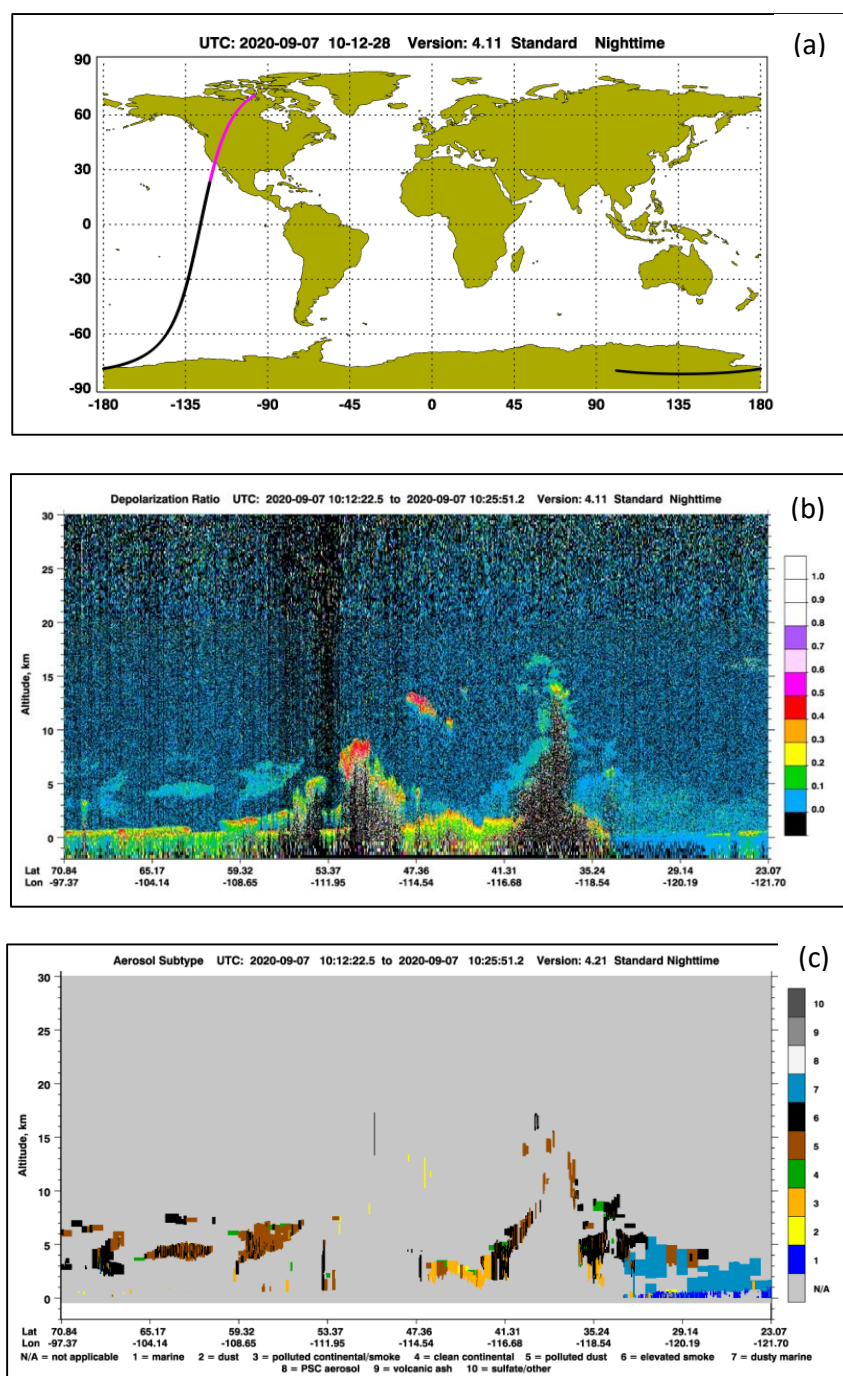 UTC: 2020-09-07 10-12-28 Version: 4.11 Standard Nighttime
(a)
90
60
30
0
-30
-60
-90
-180 -135 -90 -45 0 45 90 135 180
Depolarization Ratio UTC: 2020-09-07 10:12:22.5 to 2020-09-07 10:25:51.2 Version: 4.11 Standard Nighttime
(b)
30
25
20
15
10
5
0
Altitude, km
1.0
0.9
0.8
0.7
0.6
0.5
0.4
0.3
0.2
0.1
0.0
Lat 70.84 65.17 59.32 53.37 47.36 41.31 35.24 29.14 23.07
Lon -97.37 -104.14 -108.65 -111.95 -114.54 -116.68 -118.54 -120.19 -121.70
Aerosol Subtype UTC: 2020-09-07 10:12:22.5 to 2020-09-07 10:25:51.2 Version: 4.21 Standard Nighttime
(c)
30
25
20
15
10
5
0
Altitude, km
10
9
8
7
6
5
4
3
2
1
N/A
Lat 70.84 65.17 59.32 53.37 47.36 41.31 35.24 29.14 23.07
Lon -97.37 -104.14 -108.65 -111.95 -114.54 -116.68 -118.54 -120.19 -121.70
N/A = not applicable 1 = marine 2 = dust 3 = polluted continental/smoke 4 = clean continental 5 = polluted dust 6 = elevated smoke 7 = dusty marine
8 = PSC aerosol 9 = volcanic ash 10 = sulfate/other